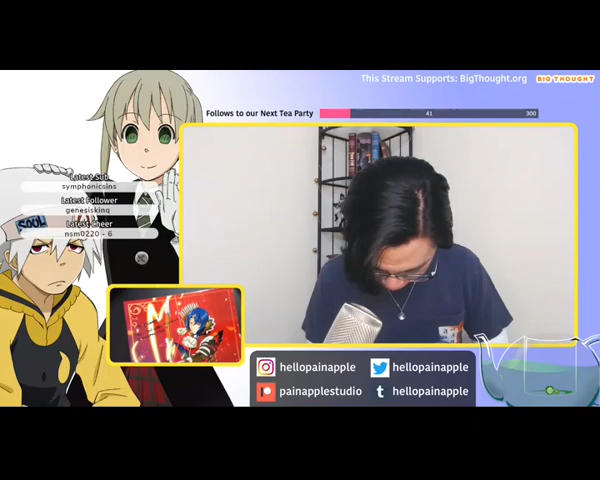 This Stream Supports: BigThought.org
BIG THOUGHT
Follows to our Next Tea Party
41
300
Latest Sub
symphonicsins
Latest Follower
genesisking
Latest Cheer
nsm0220 - 6
SOUL
hellopainapple
hellopainapple
painapplestudio
hellopainapple